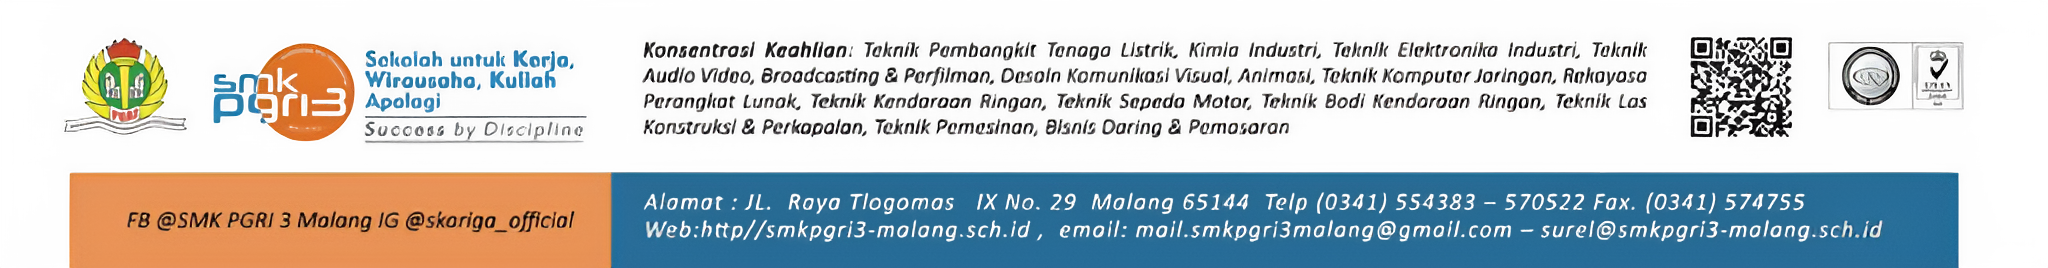 smk
pgri3
Sekolah untuk Kerja,
Wirausaha, Kuliah
Apalagi
Success by Discipline
Konsentrasi Keahlian: Teknik Pembangkit Tenaga Listrik, Kimia Industri, Teknik Elektronika Industri, Teknik
Audio Video, Broadcasting & Perfilman, Desain Komunikasi Visual, Animasi, Teknik Komputer Jaringan, Rekayasa
Perangkat Lunak, Teknik Kendaraan Ringan, Teknik Sepeda Motor, Teknik Bodi Kendaraan Ringan, Teknik Las
Konstruksi & Perkapalan, Teknik Pemesinan, Bisnis Daring & Pemasaran
FB @SMK PGRI 3 Malang IG @skariga_official
Alamat : JL. Raya Tlogomas IX No. 29 Malang 65144 Telp (0341) 554383 – 570522 Fax. (0341) 574755
Web:http//smkpgri3-malang.sch.id , email: mail.smkpgri3malang@gmail.com – surel@smkpgri3-malang.sch.id